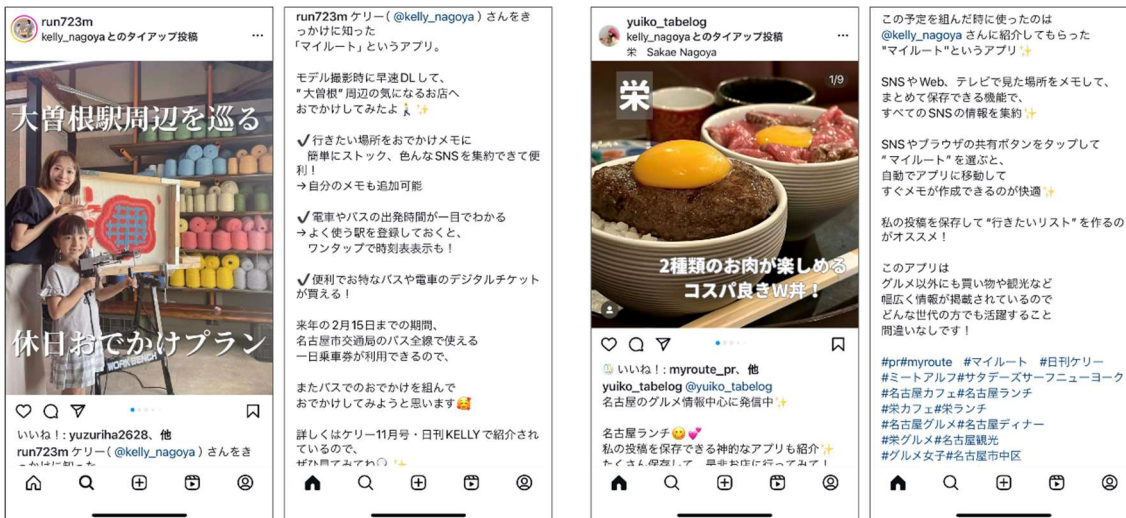 run723m
kelly_nagoyaとのタイアップ投稿
大曽根駅周辺を巡る
WORK BENCH
休日おでかけプラン
いいね!: yuzuriha2628、他
run723m ケリー( @kelly_nagoya ) さんをき
っかけに知った
run723m ケリー( @kelly_nagoya ) さんをき
っかけに知った
「マイルート」というアプリ。
モデル撮影時に早速DLして、
”大曽根”周辺の気になるお店へ
おでかけしてみたよ🚶✨
✔行きたい場所をおでかけメモに
簡単にストック、色んなSNSを集約できて便
利!
→自分のメモも追加可能
✔電車やバスの出発時間が一目でわかる
→よく使う駅を登録しておくと、
ワンタップで時刻表表示も!
✔便利でお得なバスや電車のデジタルチケット
が買える!
来年の2月15日までの期間、
名古屋市交通局のバス全線で使える
一日乗車券が利用できるので、
またバスでのおでかけを組んで
おでかけしてみようと思います🥰
詳しくはケリー11月号・日刊KELLYで紹介され
ているので、
ぜひ見てみてね🔍✨
yuiko_tabelog
kelly_nagoyaとのタイアップ投稿
栄 Sakae Nagoya
1/9
栄
2種類のお肉が楽しめる
コスパ良きW丼!
いいね!: myroute_pr、他
yuiko_tabelog @yuiko_tabelog
名古屋のグルメ情報中心に発信中✨
名古屋ランチ😋💕
私の投稿を保存できる神的なアプリも紹介✨
たくさん保存して、是非お店に行ってみて!
この予定を組んだ時に使ったのは
@kelly_nagoya さんに紹介してもらった
"マイルート"というアプリ✨
SNSやWeb、テレビで見た場所をメモして、
まとめて保存できる機能で、
すべてのSNSの情報を集約✨
SNSやブラウザの共有ボタンをタップして
”マイルート”を選ぶと、
自動でアプリに移動して
すぐメモが作成できるのが快適✨
私の投稿を保存して“行きたいリスト”を作るの
がオススメ!
このアプリは
グルメ以外にも買い物や観光など
幅広く情報が掲載されているので
どんな世代の方でも活躍すること
間違いなしです!
#pr#myroute #マイルート #日刊ケリー
#ミートアルフ#サタデーズサーフニューヨーク
#名古屋カフェ#名古屋ランチ
#栄カフェ#栄ランチ
#名古屋グルメ#名古屋ディナー
#栄グルメ#名古屋観光
#グルメ女子#名古屋市中区